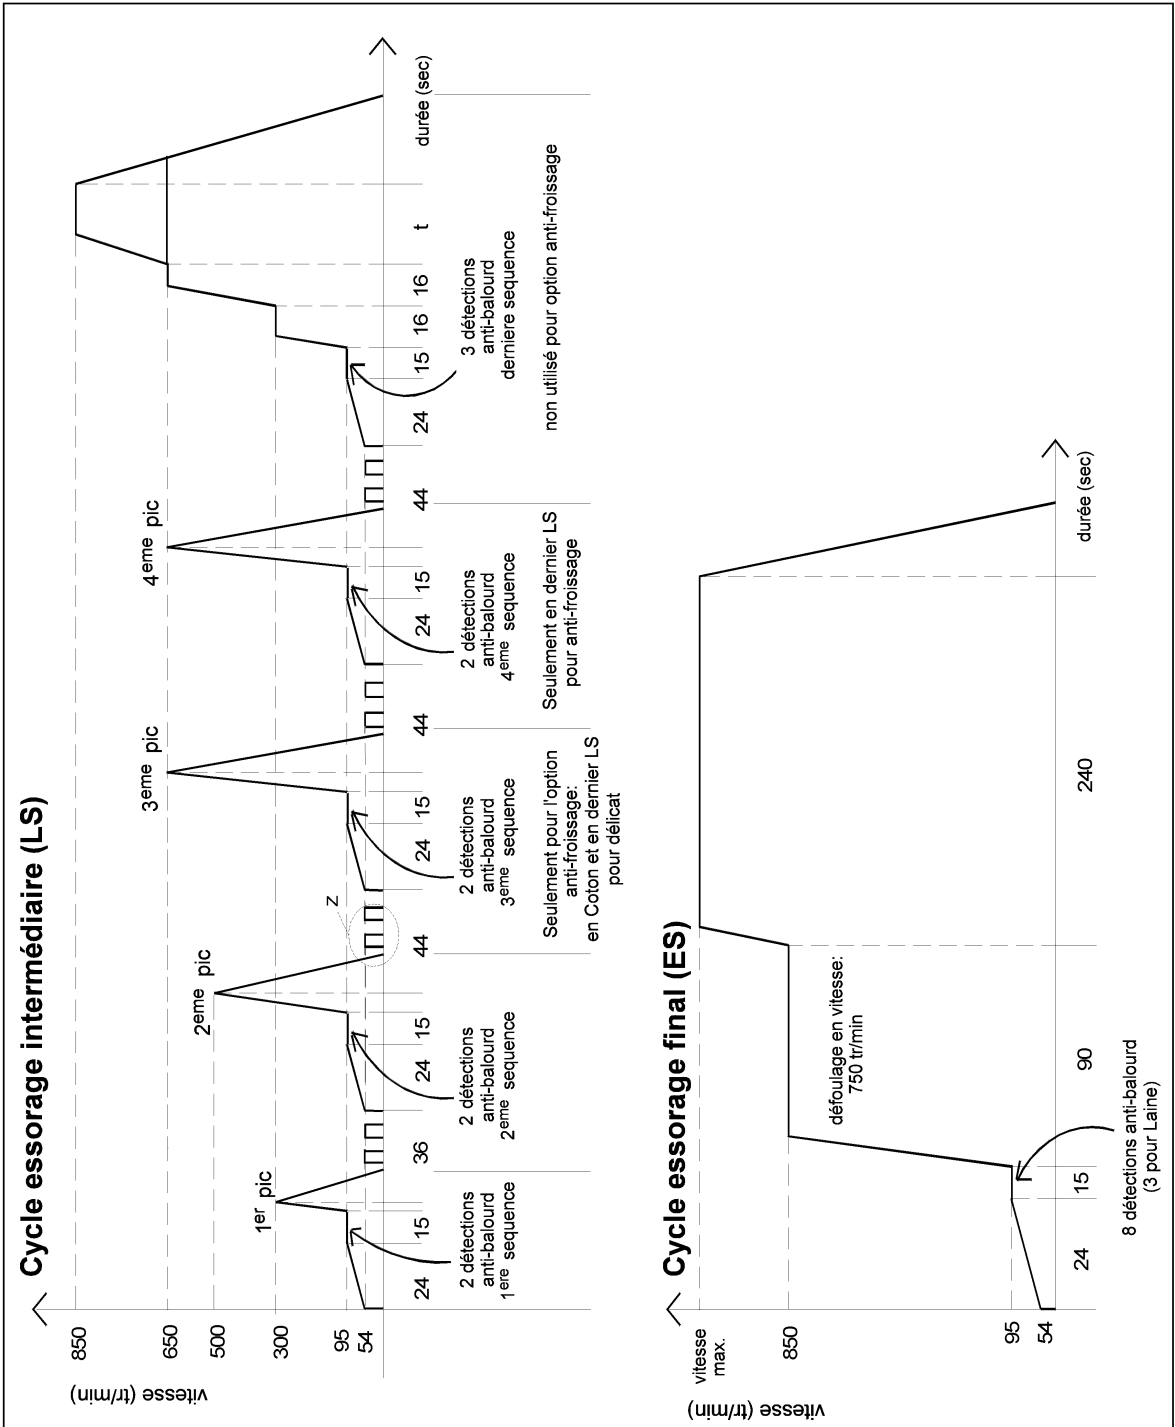 Cycle essorage intermédiaire (LS)
vitesse (tr/min)
850
650
500
300
95
54
1er pic
2eme pic
3eme pic
4eme pic
z
24
15
36
24
15
44
24
15
44
24
15
44
24
15
16
16
t
durée (sec)
2 détections
anti-balourd
1ere sequence
2 détections
anti-balourd
2eme sequence
2 détections
anti-balourd
3eme sequence
2 détections
anti-balourd
4eme sequence
3 détections
anti-balourd
derniere sequence
Seulement pour l'option
anti-froissage:
en Coton et en dernier LS
pour délicat
Seulement en dernier LS
pour anti-froissage
non utilisé pour option anti-froissage
Cycle essorage final (ES)
vitesse (tr/min)
vitesse
max.
850
95
54
défoulage en vitesse:
750 tr/min
24
15
90
240
durée (sec)
8 détections anti-balourd
(3 pour Laine)